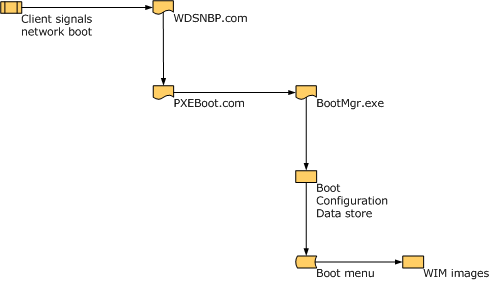 Client signals
network boot
WDSNBP.com
PXEBoot.com
BootMgr.exe
Boot
Configuration
Data store
Boot menu
WIM images